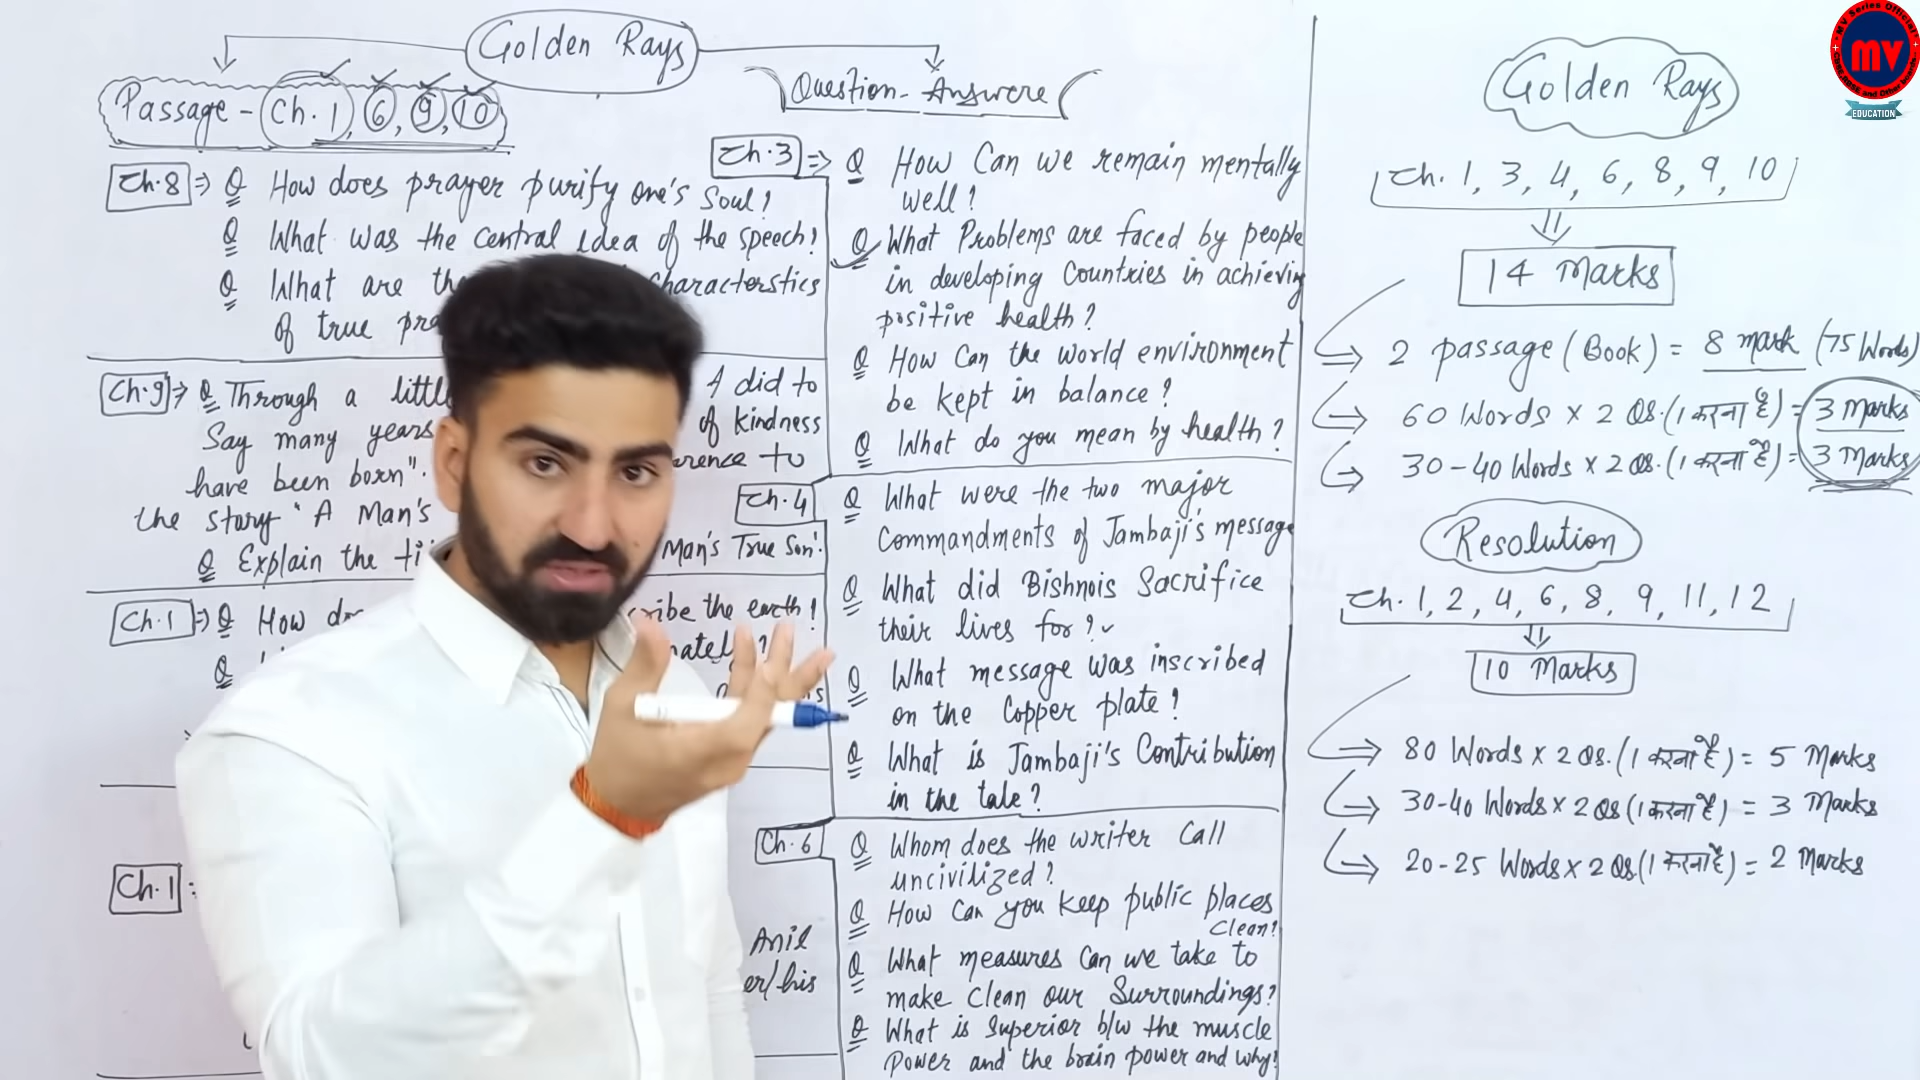 Golden Rays
Passage - Ch. 1, 6, 9, 10
Question - Answere
Ch. 8 ⇒ Q How does prayer purify one's soul?
Q What was the central idea of the speech?
Q What are the characterstics
of true
Ch. 9 ⇒ Q Through a A did to
Say many years of kindness
have been born". to
the story "A Man's
Q Explain the Man's True Son'.
Ch. 1 ⇒ Q How the earth?
Q
Ch. 1
Anil
er/his
Ch. 3 ⇒ Q How Can we remain mentally
well?
Q What Problems are faced by people
in developing Countries in achieving
positive health?
Q How Can the world environment
be kept in balance?
Q What do you mean by health?
Ch. 4 Q What were the two major
Commandments of Jambaji's message
Q What did Bishnois Sacrifice
their lives for?
Q What message was inscribed
on the Copper plate?
Q What is Jambaji's Contribution
in the tale?
Ch. 6 Q Whom does the writer Call
uncivilized?
Q How Can you keep public places
Clean?
Q What measures Can we take to
make Clean our Surroundings?
Q What is Superior b/w the muscle
Power and the brain power and why?
Golden Rays
Ch. 1, 3, 4, 6, 8, 9, 10
14 Marks
2 passage (Book) = 8 mark (75 Words)
60 Words × 2 Qs. (1 करना है) = 3 Marks
30-40 Words × 2 Qs. (1 करना है) = 3 Marks
Resolution
Ch. 1, 2, 4, 6, 8, 9, 11, 12
10 Marks
80 Words × 2 Qs. (1 करना है) = 5 Marks
30-40 Words × 2 Qs (1 करना है) = 3 Marks
20-25 Words × 2 Qs. (1 करना है) = 2 Marks
MV Series Official
MV
EDUCATION